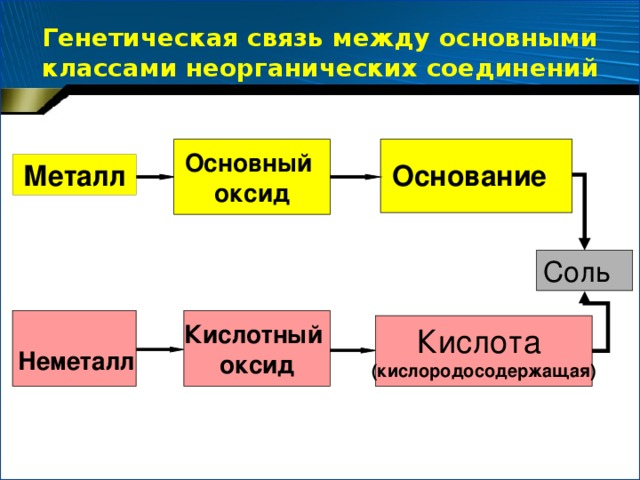 Генетическая связь между основными
классами неорганических соединений
Металл
Основный
оксид
Основание
Соль
Неметалл
Кислотный
оксид
Кислота
(кислородосодержащая)